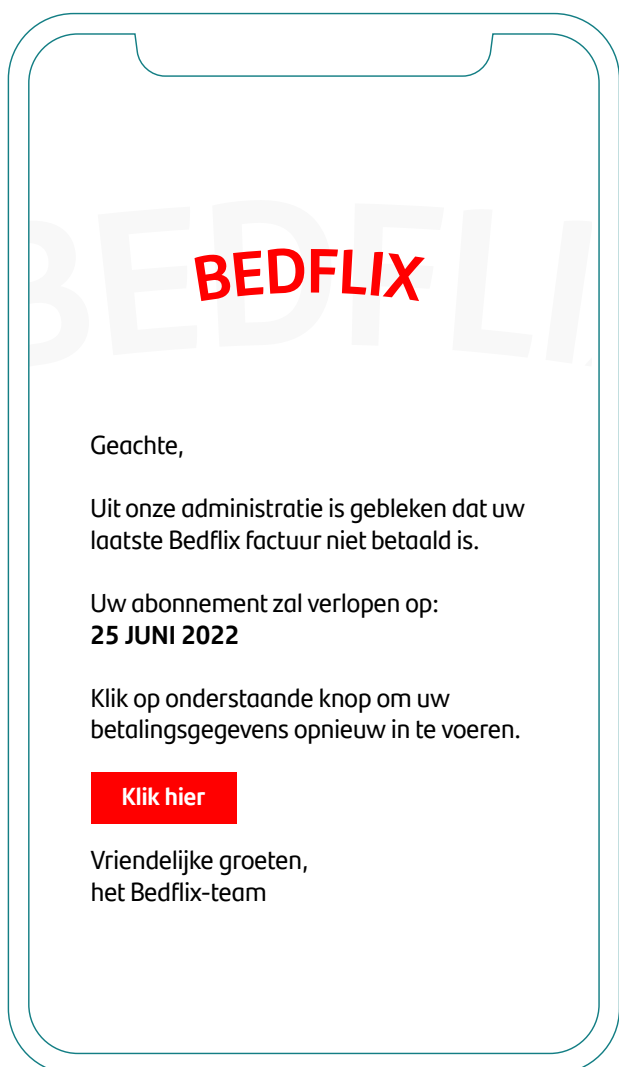 BEDFLIX
Geachte,
Uit onze administratie is gebleken dat uw
laatste Bedflix factuur niet betaald is.
Uw abonnement zal verlopen op:
25 JUNI 2022
Klik op onderstaande knop om uw
betalingsgegevens opnieuw in te voeren.
Klik hier
Vriendelijke groeten,
het Bedflix-team